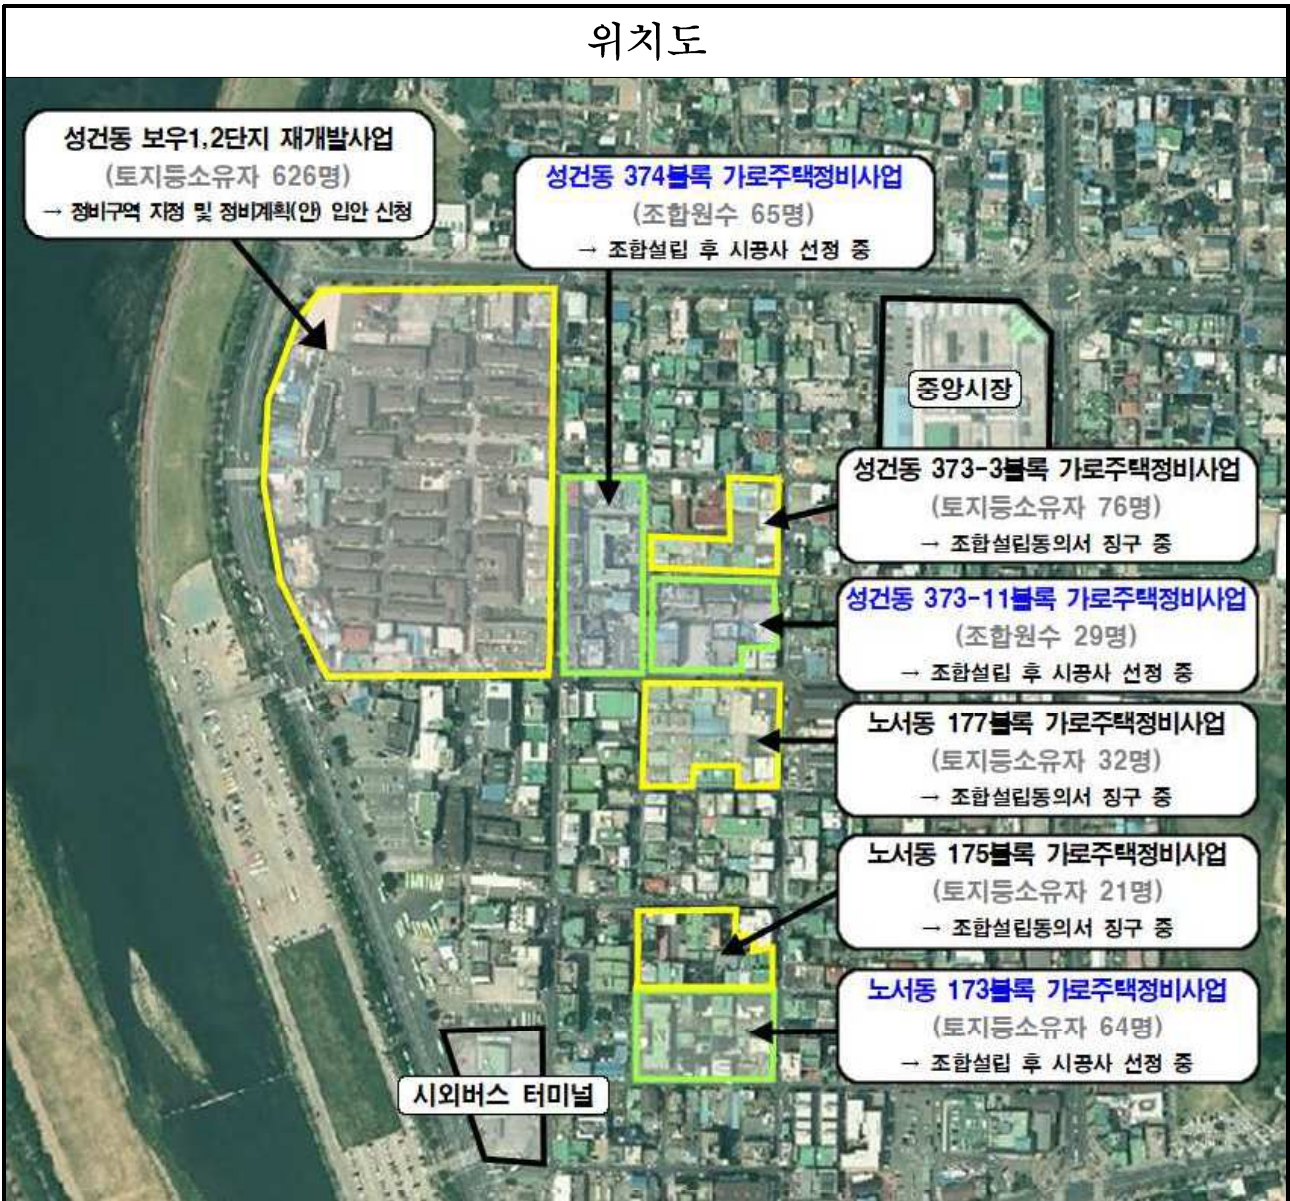 위치도
성건동 보우1,2단지 재개발사업
(토지등소유자 626명)
→ 정비구역 지정 및 정비계획(안) 입안 신청
성건동 374블록 가로주택정비사업
(조합원수 65명)
→ 조합설립 후 시공사 선정 중
중앙시장
성건동 373-3블록 가로주택정비사업
(토지등소유자 76명)
→ 조합설립동의서 징구 중
성건동 373-11블록 가로주택정비사업
(조합원수 29명)
→ 조합설립 후 시공사 선정 중
노서동 177블록 가로주택정비사업
(토지등소유자 32명)
→ 조합설립동의서 징구 중
노서동 175블록 가로주택정비사업
(토지등소유자 21명)
→ 조합설립동의서 징구 중
노서동 173블록 가로주택정비사업
(토지등소유자 64명)
→ 조합설립 후 시공사 선정 중
시외버스 터미널